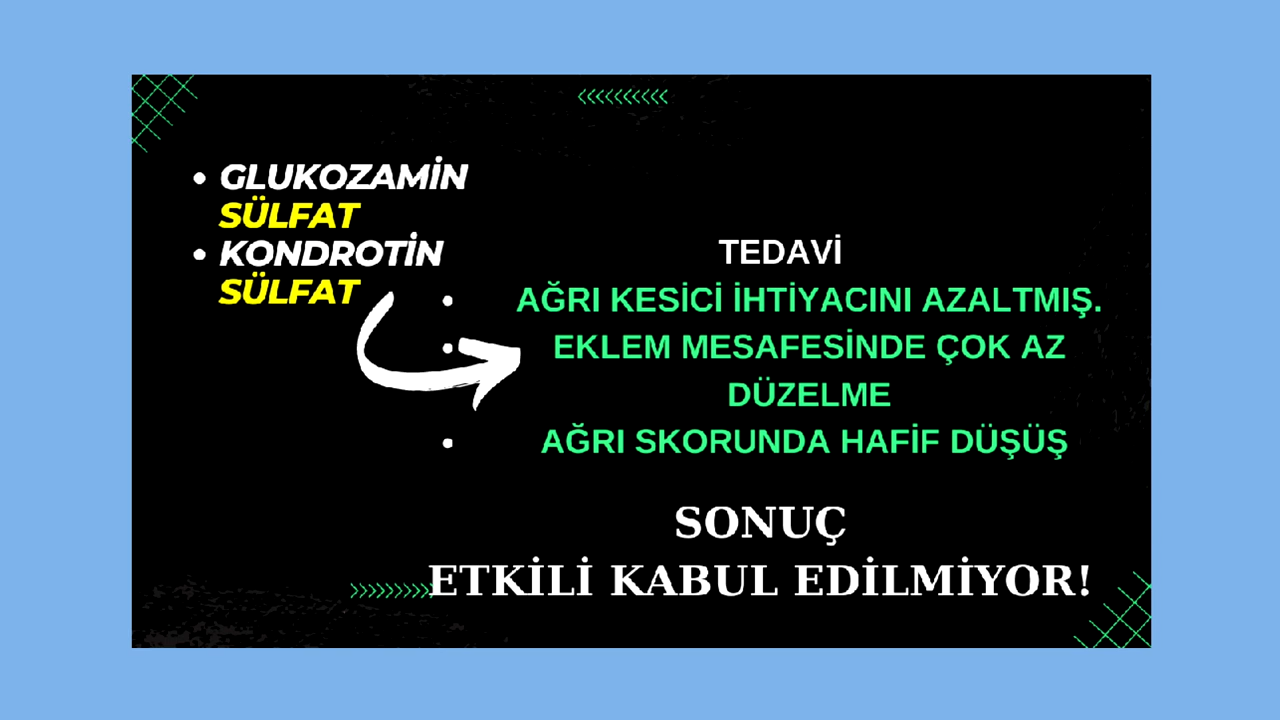 GLUKOZAMİN
SÜLFAT
KONDROTİN
SÜLFAT
TEDAVİ
AĞRI KESİCİ İHTİYACINI AZALTMIŞ.
EKLEM MESAFESİNDE ÇOK AZ
DÜZELME
AĞRI SKORUNDA HAFİF DÜŞÜŞ
SONUÇ
ETKİLİ KABUL EDİLMİYOR!